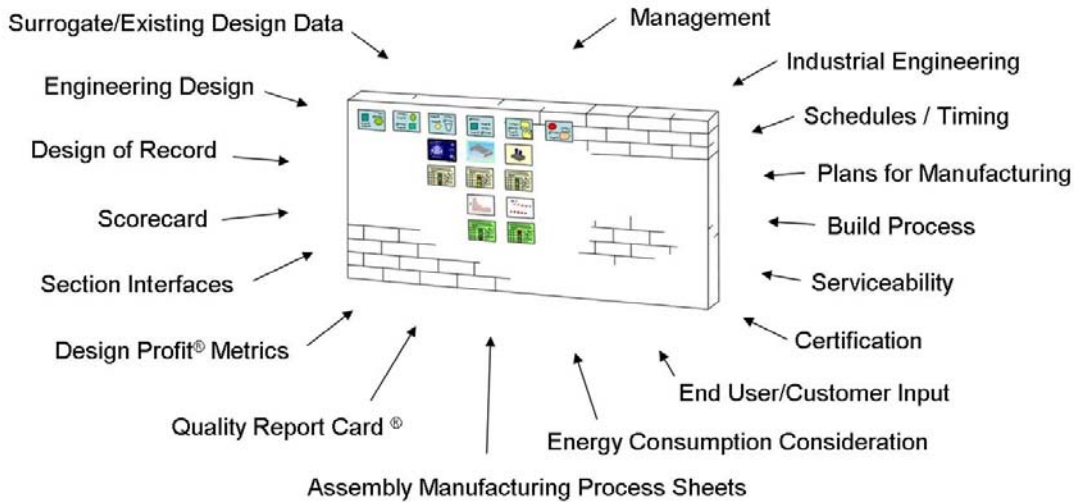 Surrogate/Existing Design Data
Management
Engineering Design
Industrial Engineering
Design of Record
Schedules / Timing
Scorecard
Plans for Manufacturing
Section Interfaces
Build Process
Design Profit® Metrics
Serviceability
Quality Report Card ®
Certification
Assembly Manufacturing Process Sheets
End User/Customer Input
Energy Consumption Consideration